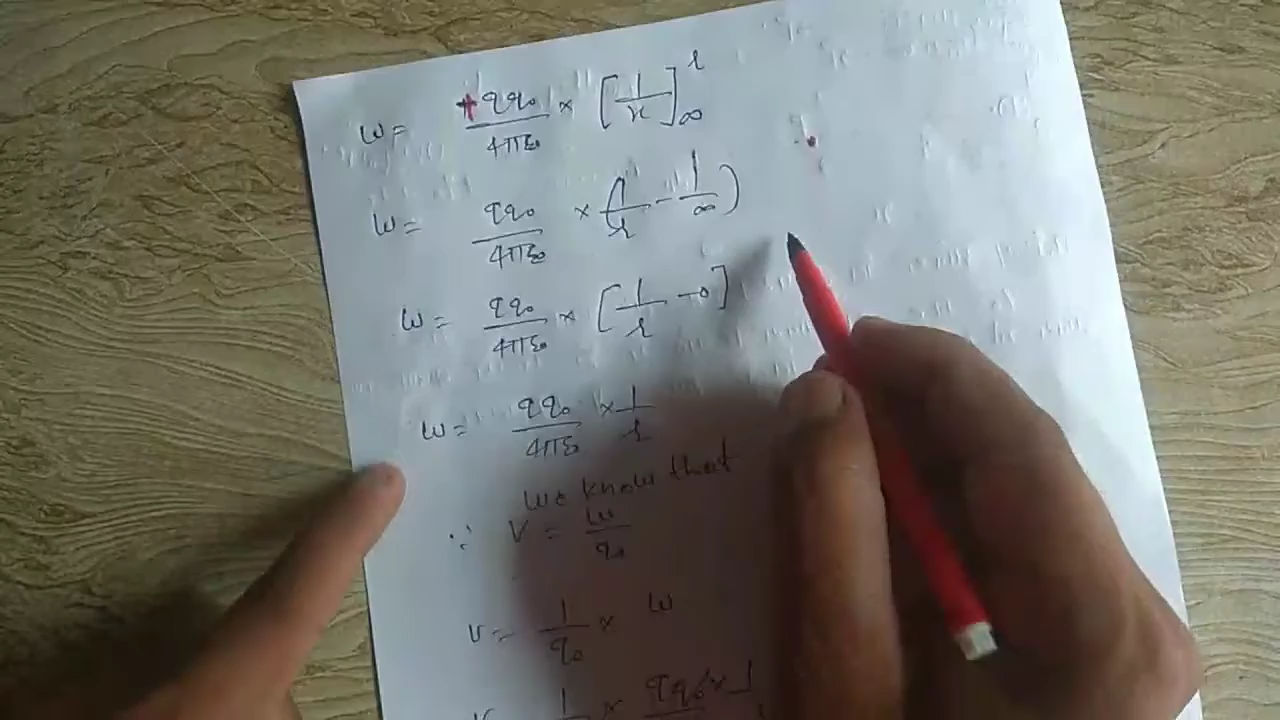 W = + qq₀/4πε₀ × [1/x]^r_∞
W = qq₀/4πε₀ × (1/r - 1/∞)
W = qq₀/4πε₀ × [1/r - 0]
W = qq₀/4πε₀ × 1/r
We know that
∵ V = W/q₀
V = 1/q₀ × W